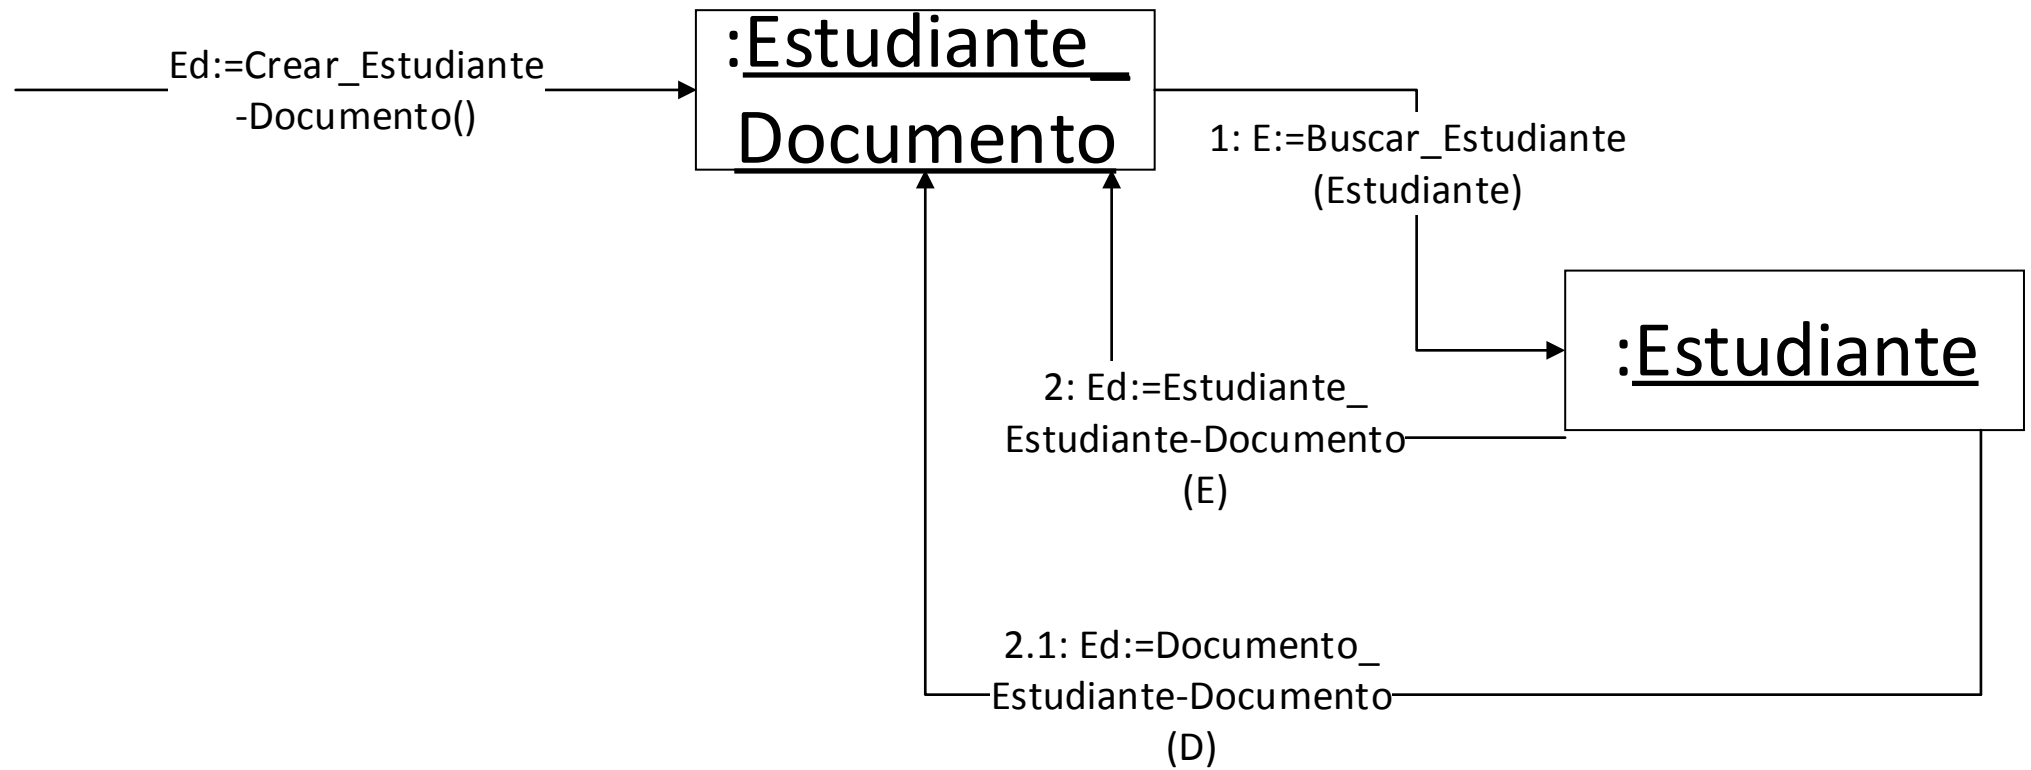 Ed:=Crear_Estudiante
-Documento()
:Estudiante_
Documento
1: E:=Buscar_Estudiante
(Estudiante)
:Estudiante
2: Ed:=Estudiante_
Estudiante-Documento
(E)
2.1: Ed:=Documento_
Estudiante-Documento
(D)